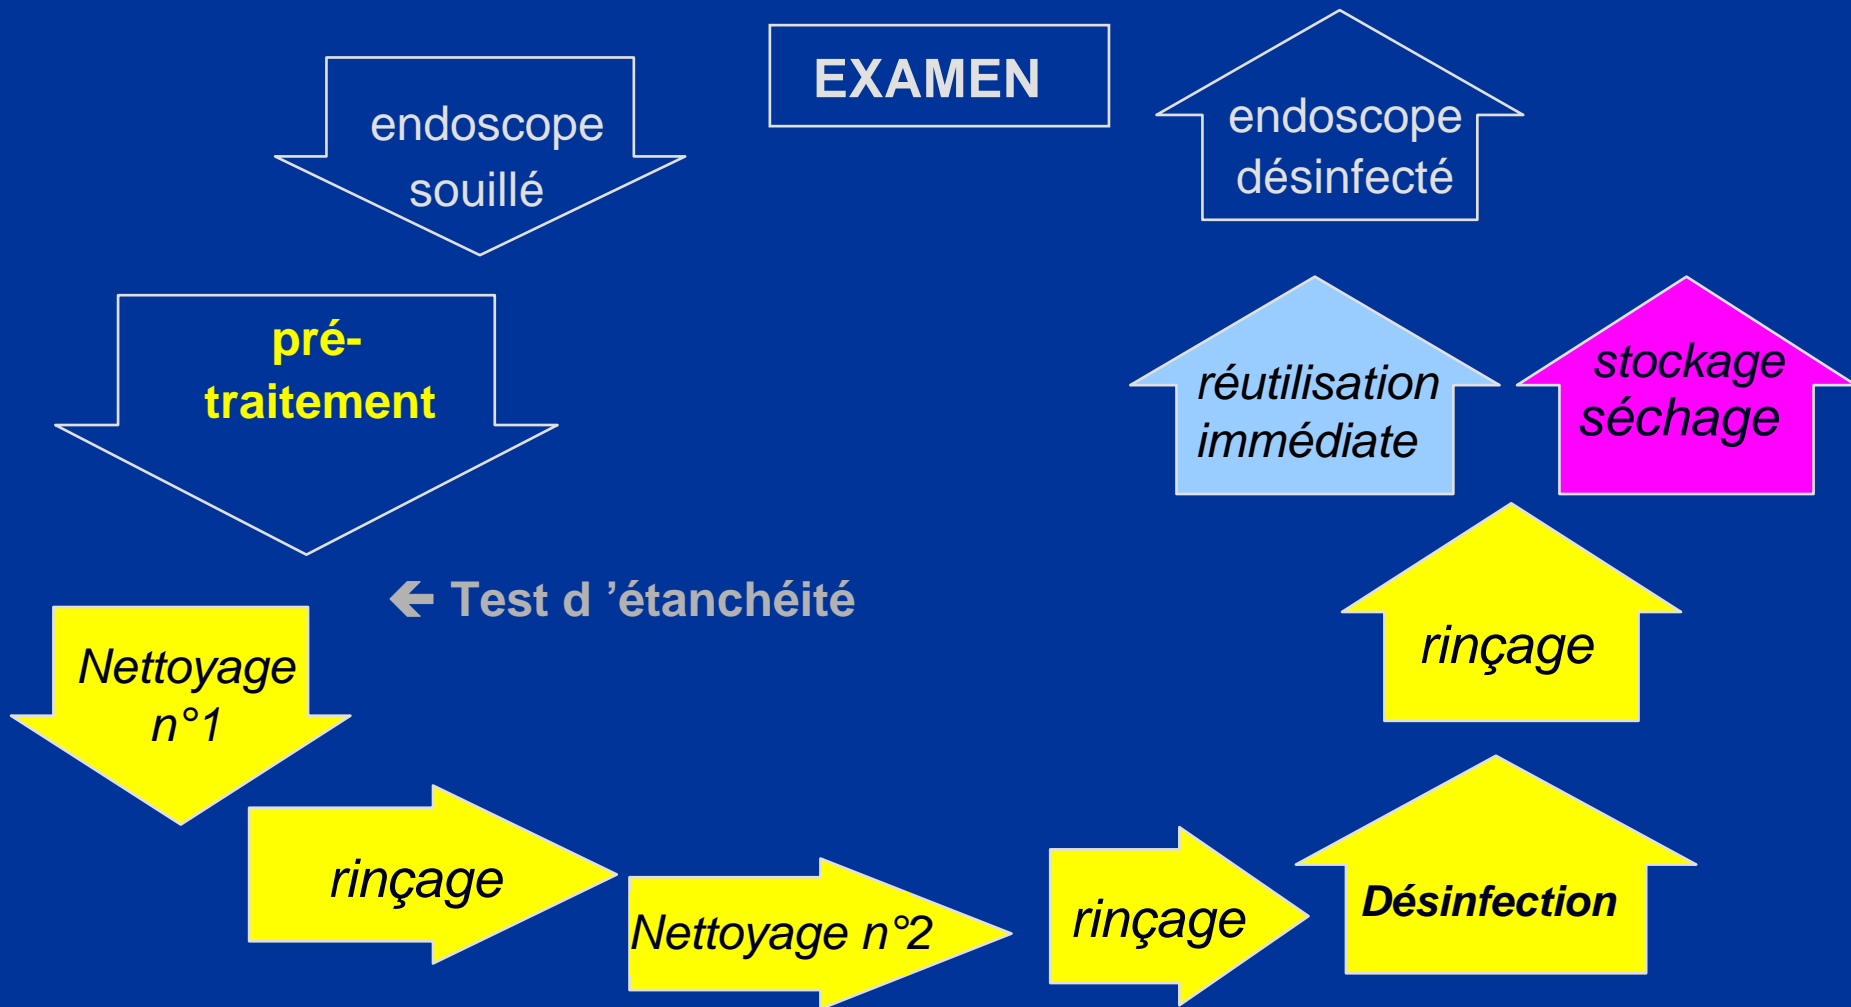 EXAMEN
endoscope
souillé
pré-
traitement
← Test d ’étanchéité
Nettoyage
n°1
rinçage
Nettoyage n°2
rinçage
Désinfection
rinçage
réutilisation
immédiate
stockage
séchage
endoscope
désinfecté